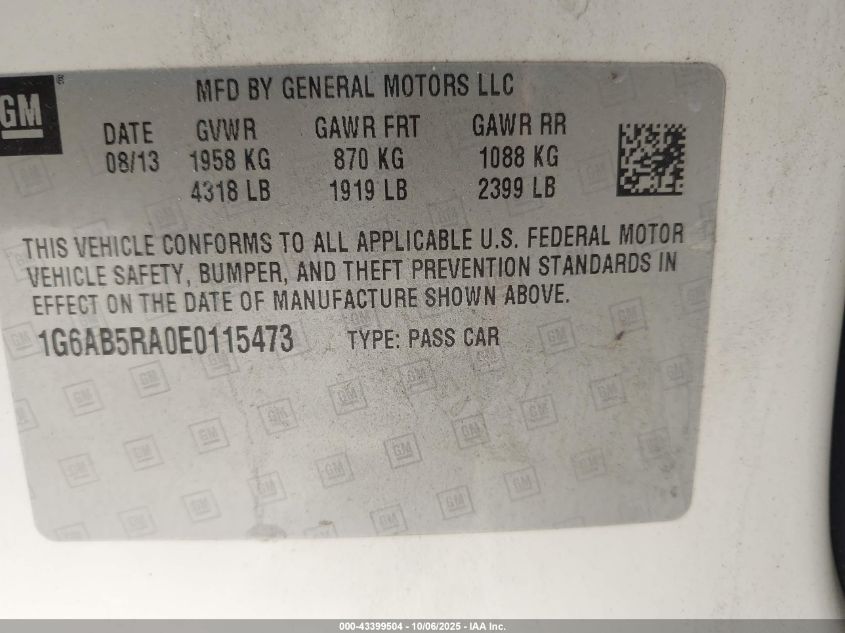 GM
MFD BY GENERAL MOTORS LLC
DATE GVWR GAWR FRT GAWR RR
08/13 1958 KG 870 KG 1088 KG
4318 LB 1919 LB 2399 LB
THIS VEHICLE CONFORMS TO ALL APPLICABLE U.S. FEDERAL MOTOR
VEHICLE SAFETY, BUMPER, AND THEFT PREVENTION STANDARDS IN
EFFECT ON THE DATE OF MANUFACTURE SHOWN ABOVE.
1G6AB5RA0E0115473 TYPE: PASS CAR
000-43399504 - 10/06/2025 - IAA Inc.